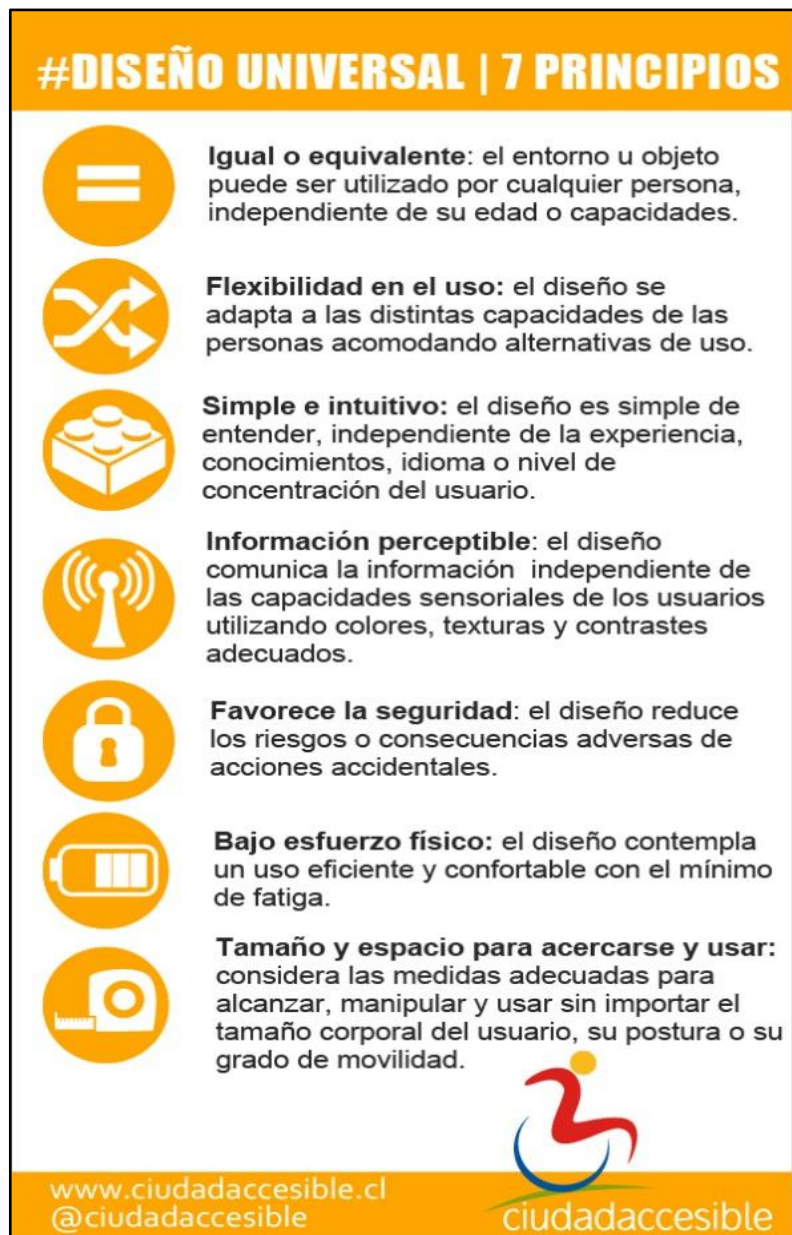 #DISEÑO UNIVERSAL | 7 PRINCIPIOS
Igual o equivalente: el entorno u objeto
puede ser utilizado por cualquier persona,
independiente de su edad o capacidades.
Flexibilidad en el uso: el diseño se
adapta a las distintas capacidades de las
personas acomodando alternativas de uso.
Simple e intuitivo: el diseño es simple de
entender, independiente de la experiencia,
conocimientos, idioma o nivel de
concentración del usuario.
Información perceptible: el diseño
comunica la información independiente de
las capacidades sensoriales de los usuarios
utilizando colores, texturas y contrastes
adecuados.
Favorece la seguridad: el diseño reduce
los riesgos o consecuencias adversas de
acciones accidentales.
Bajo esfuerzo físico: el diseño contempla
un uso eficiente y confortable con el mínimo
de fatiga.
Tamaño y espacio para acercarse y usar:
considera las medidas adecuadas para
alcanzar, manipular y usar sin importar el
tamaño corporal del usuario, su postura o su
grado de movilidad.
www.ciudadaccesible.cl
@ciudadaccesible
ciudadaccesible